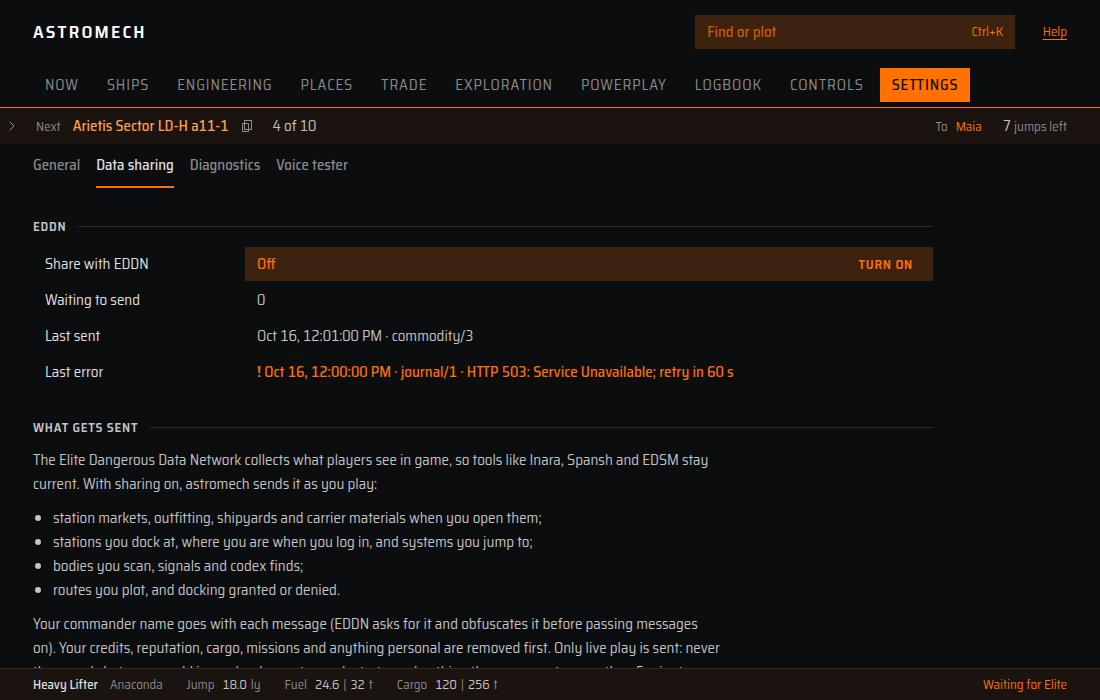 ASTROMECH
Find or plot Ctrl+K Help
NOW SHIPS ENGINEERING PLACES TRADE EXPLORATION POWERPLAY LOGBOOK CONTROLS SETTINGS
Next Arietis Sector LD-H a11-1 4 of 10 To Maia 7 jumps left
General Data sharing Diagnostics Voice tester
EDDN
Share with EDDN Off TURN ON
Waiting to send 0
Last sent Oct 16, 12:01:00 PM · commodity/3
Last error ! Oct 16, 12:00:00 PM · journal/1 · HTTP 503: Service Unavailable; retry in 60 s
WHAT GETS SENT
The Elite Dangerous Data Network collects what players see in game, so tools like Inara, Spansh and EDSM stay
current. With sharing on, astromech sends it as you play:
• station markets, outfitting, shipyards and carrier materials when you open them;
• stations you dock at, where you are when you log in, and systems you jump to;
• bodies you scan, signals and codex finds;
• routes you plot, and docking granted or denied.
Your commander name goes with each message (EDDN asks for it and obfuscates it before passing messages
on). Your credits, reputation, cargo, missions and anything personal are removed first. Only live play is sent: never
Heavy Lifter Anaconda Jump 18.0 ly Fuel 24.6 | 32 t Cargo 120 | 256 t Waiting for Elite